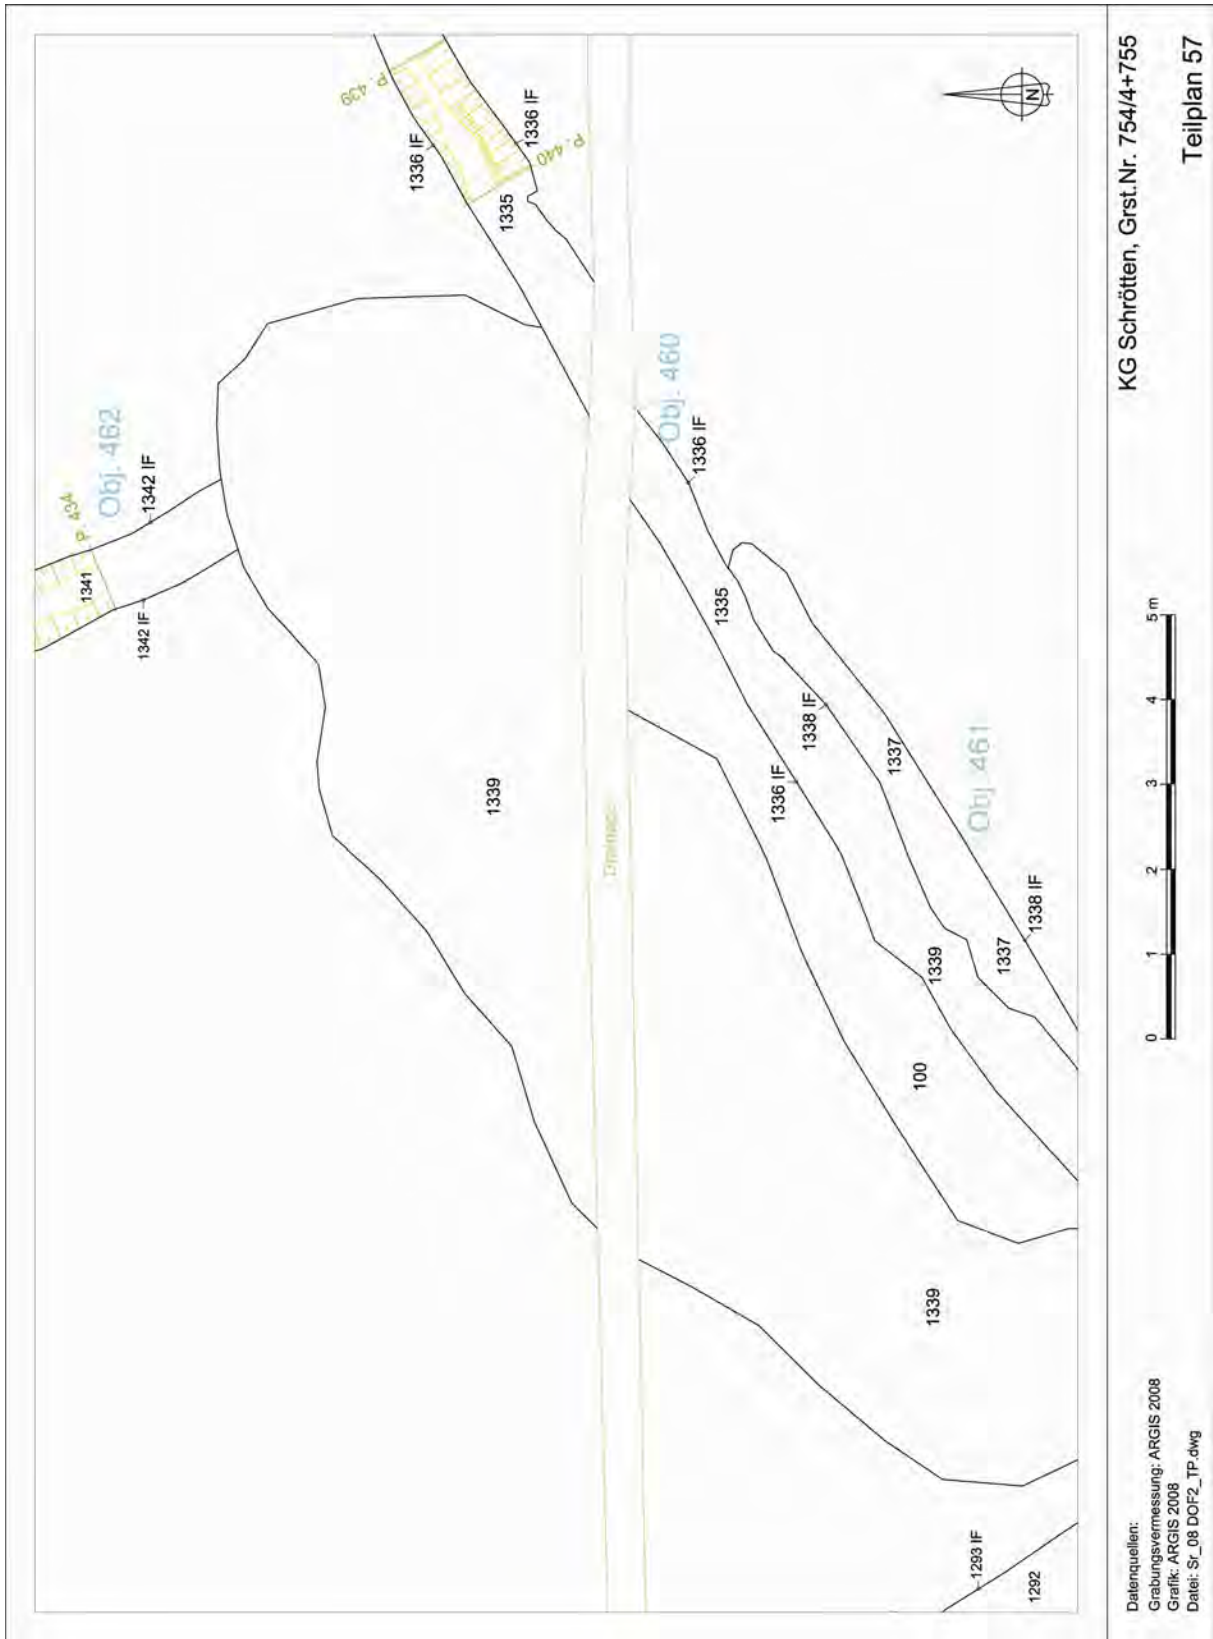 P. 439
1336 IF
1336 IF
P. 440
1335
Obj. 462
1342 IF
P. 434
1341
1342 IF
Obj. 460
1336 IF
1335
1339
1338 IF
1337
1336 IF
Obj. 461
Drainage
1338 IF
1337
1339
100
1339
1293 IF
1292
N
KG Schrötten, Grst.Nr. 754/4+755
Teilplan 57
0 1 2 3 4 5 m
Datenquellen:
Grabungsvermessung: ARGIS 2008
Grafik: ARGIS 2008
Datei: Sr_08 DOF2_TP.dwg